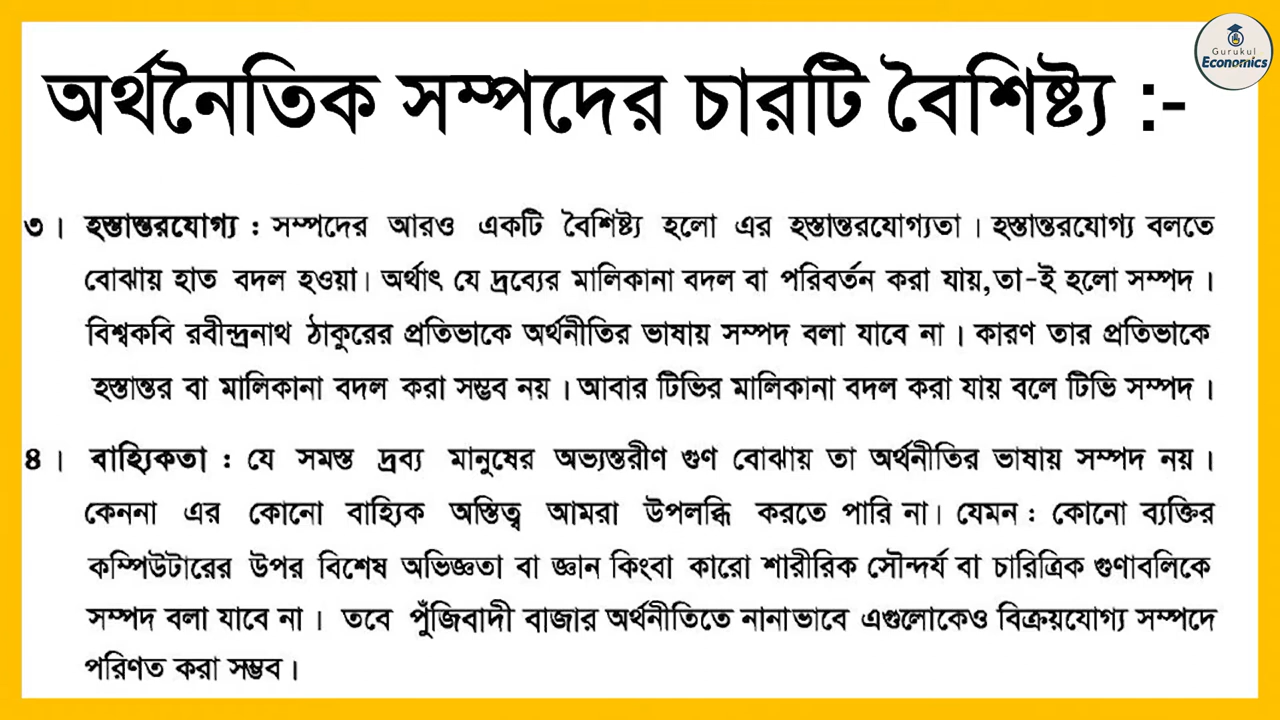 Gurukul
Economics
অর্থনৈতিক সম্পদের চারটি বৈশিষ্ট্য :-
৩। হস্তান্তরযোগ্য : সম্পদের আরও একটি বৈশিষ্ট্য হলো এর হস্তান্তরযোগ্যতা। হস্তান্তরযোগ্য বলতে
বোঝায় হাত বদল হওয়া। অর্থাৎ যে দ্রব্যের মালিকানা বদল বা পরিবর্তন করা যায়, তা-ই হলো সম্পদ।
বিশ্বকবি রবীন্দ্রনাথ ঠাকুরের প্রতিভাকে অর্থনীতির ভাষায় সম্পদ বলা যাবে না। কারণ তার প্রতিভাকে
হস্তান্তর বা মালিকানা বদল করা সম্ভব নয়। আবার টিভির মালিকানা বদল করা যায় বলে টিভি সম্পদ।
৪। বাহ্যিকতা : যে সমস্ত দ্রব্য মানুষের অভ্যন্তরীণ গুণ বোঝায় তা অর্থনীতির ভাষায় সম্পদ নয়।
কেননা এর কোনো বাহ্যিক অস্তিত্ব আমরা উপলব্ধি করতে পারি না। যেমন : কোনো ব্যক্তির
কম্পিউটারের উপর বিশেষ অভিজ্ঞতা বা জ্ঞান কিংবা কারো শারীরিক সৌন্দর্য বা চারিত্রিক গুণাবলিকে
সম্পদ বলা যাবে না। তবে পুঁজিবাদী বাজার অর্থনীতিতে নানাভাবে এগুলোকেও বিক্রয়যোগ্য সম্পদে
পরিণত করা সম্ভব।